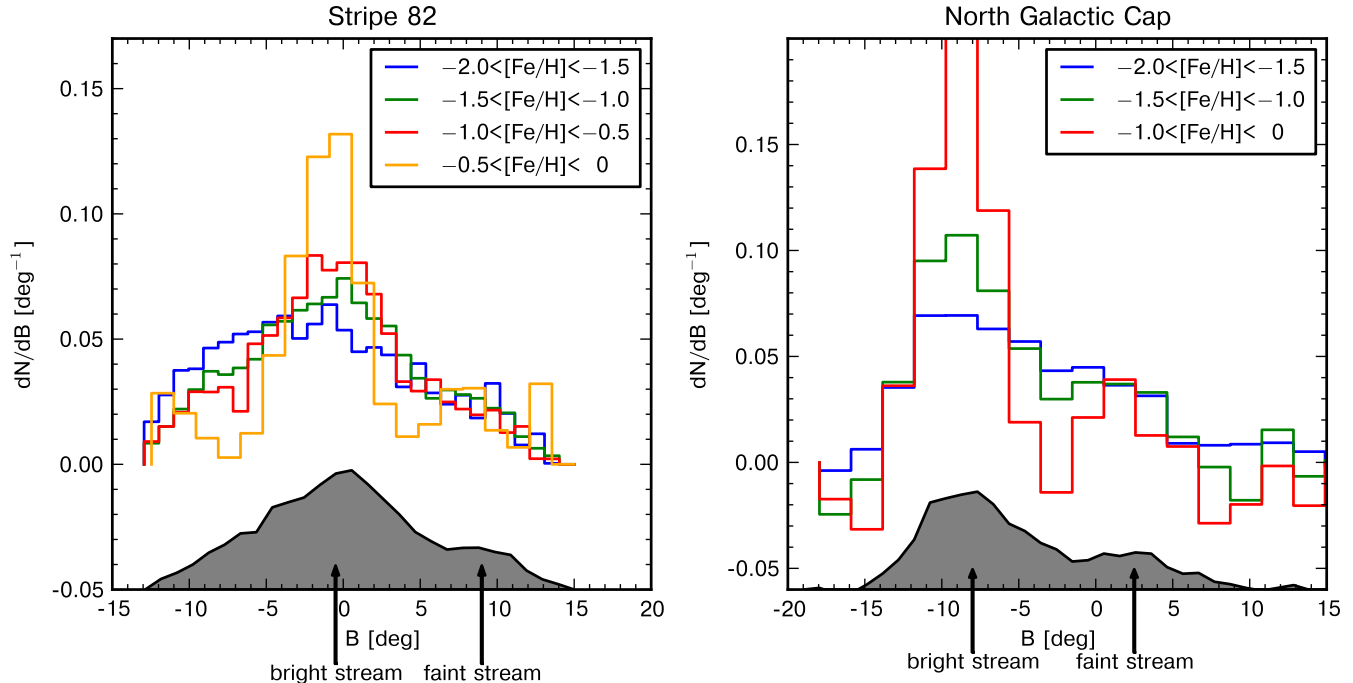 Stripe 82
−2.0<[Fe/H]<−1.5
−1.5<[Fe/H]<−1.0
−1.0<[Fe/H]<−0.5
−0.5<[Fe/H]< 0
dN/dB [deg−1]
0.15
0.10
0.05
0.00
-0.05
-15 -10 -5 0 5 10 15 20
B [deg]
bright stream faint stream
North Galactic Cap
−2.0<[Fe/H]<−1.5
−1.5<[Fe/H]<−1.0
−1.0<[Fe/H]< 0
dN/dB [deg−1]
0.15
0.10
0.05
0.00
-0.05
-20 -15 -10 -5 0 5 10 15
B [deg]
bright stream faint stream